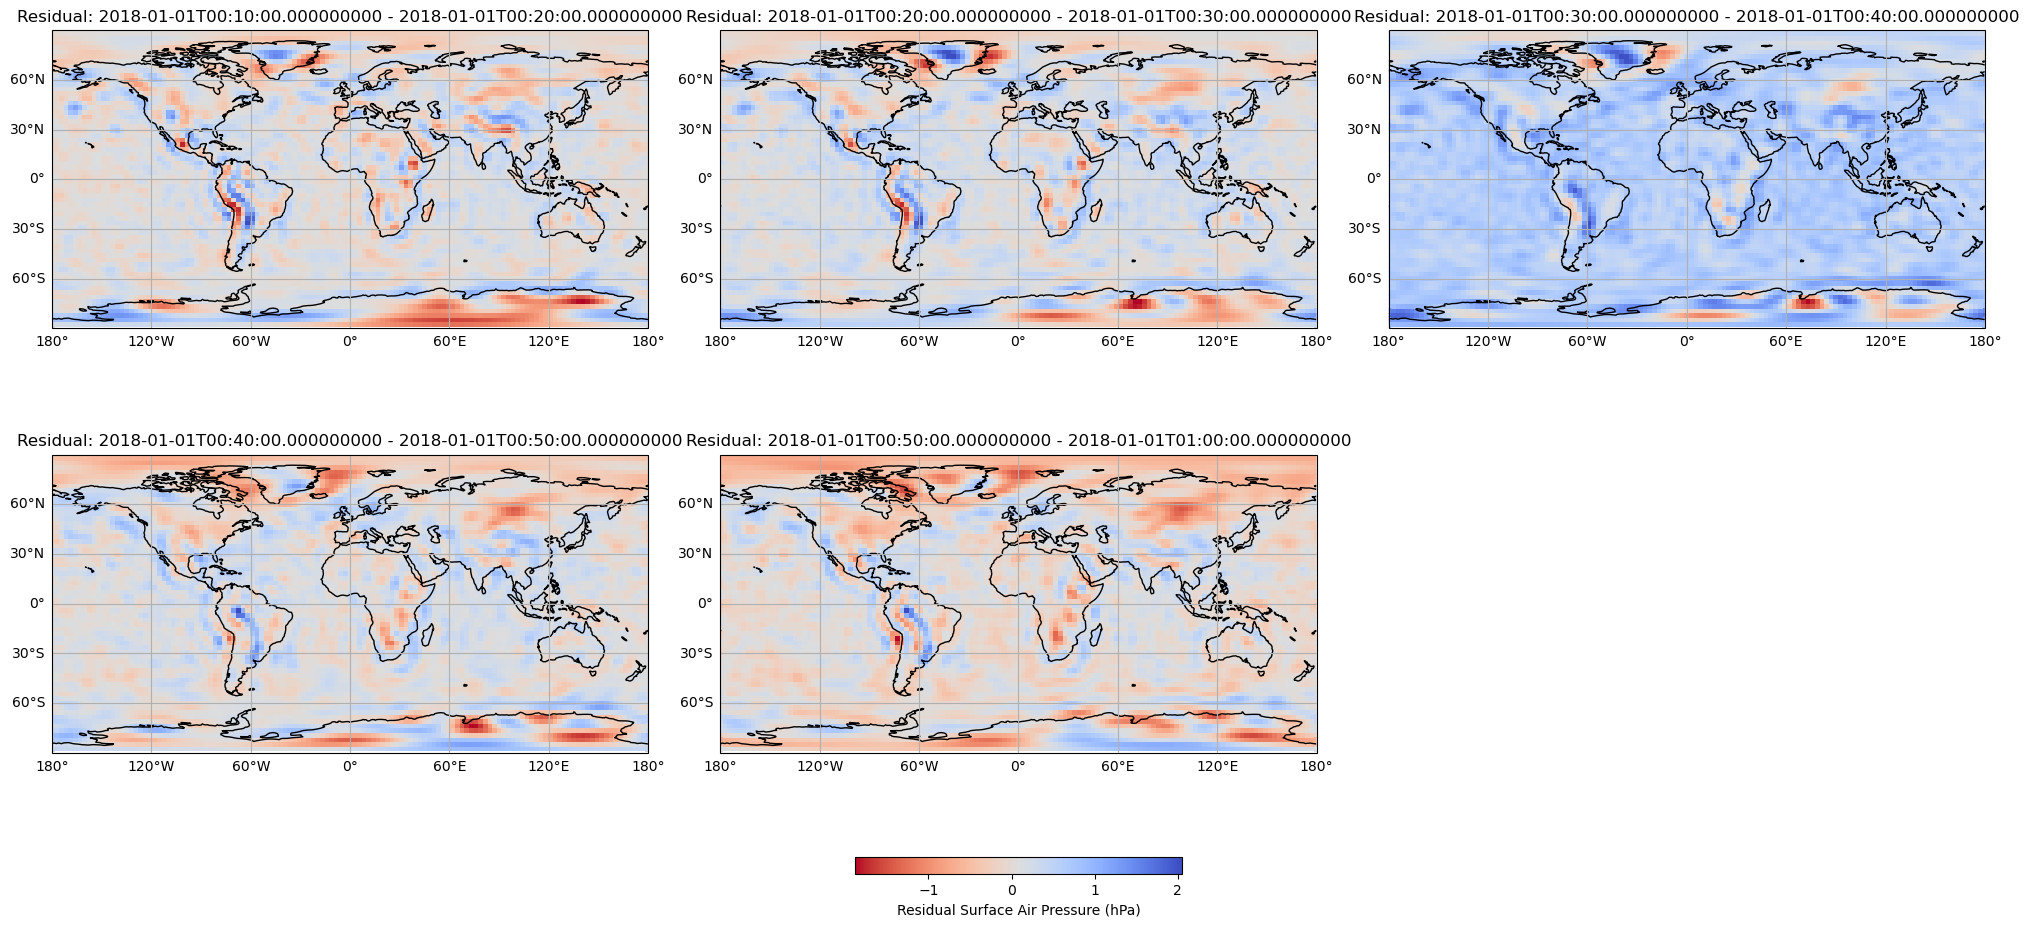 Residual: 2018-01-01T00:10:00.000000000 - 2018-01-01T00:20:00.000000000
60°N
30°N
0°
30°S
60°S
180° 120°W 60°W 0° 60°E 120°E 180°
Residual: 2018-01-01T00:20:00.000000000 - 2018-01-01T00:30:00.000000000
60°N
30°N
0°
30°S
60°S
180° 120°W 60°W 0° 60°E 120°E 180°
Residual: 2018-01-01T00:30:00.000000000 - 2018-01-01T00:40:00.000000000
60°N
30°N
0°
30°S
60°S
180° 120°W 60°W 0° 60°E 120°E 180°
Residual: 2018-01-01T00:40:00.000000000 - 2018-01-01T00:50:00.000000000
60°N
30°N
0°
30°S
60°S
180° 120°W 60°W 0° 60°E 120°E 180°
Residual: 2018-01-01T00:50:00.000000000 - 2018-01-01T01:00:00.000000000
60°N
30°N
0°
30°S
60°S
180° 120°W 60°W 0° 60°E 120°E 180°
−1 0 1 2
Residual Surface Air Pressure (hPa)